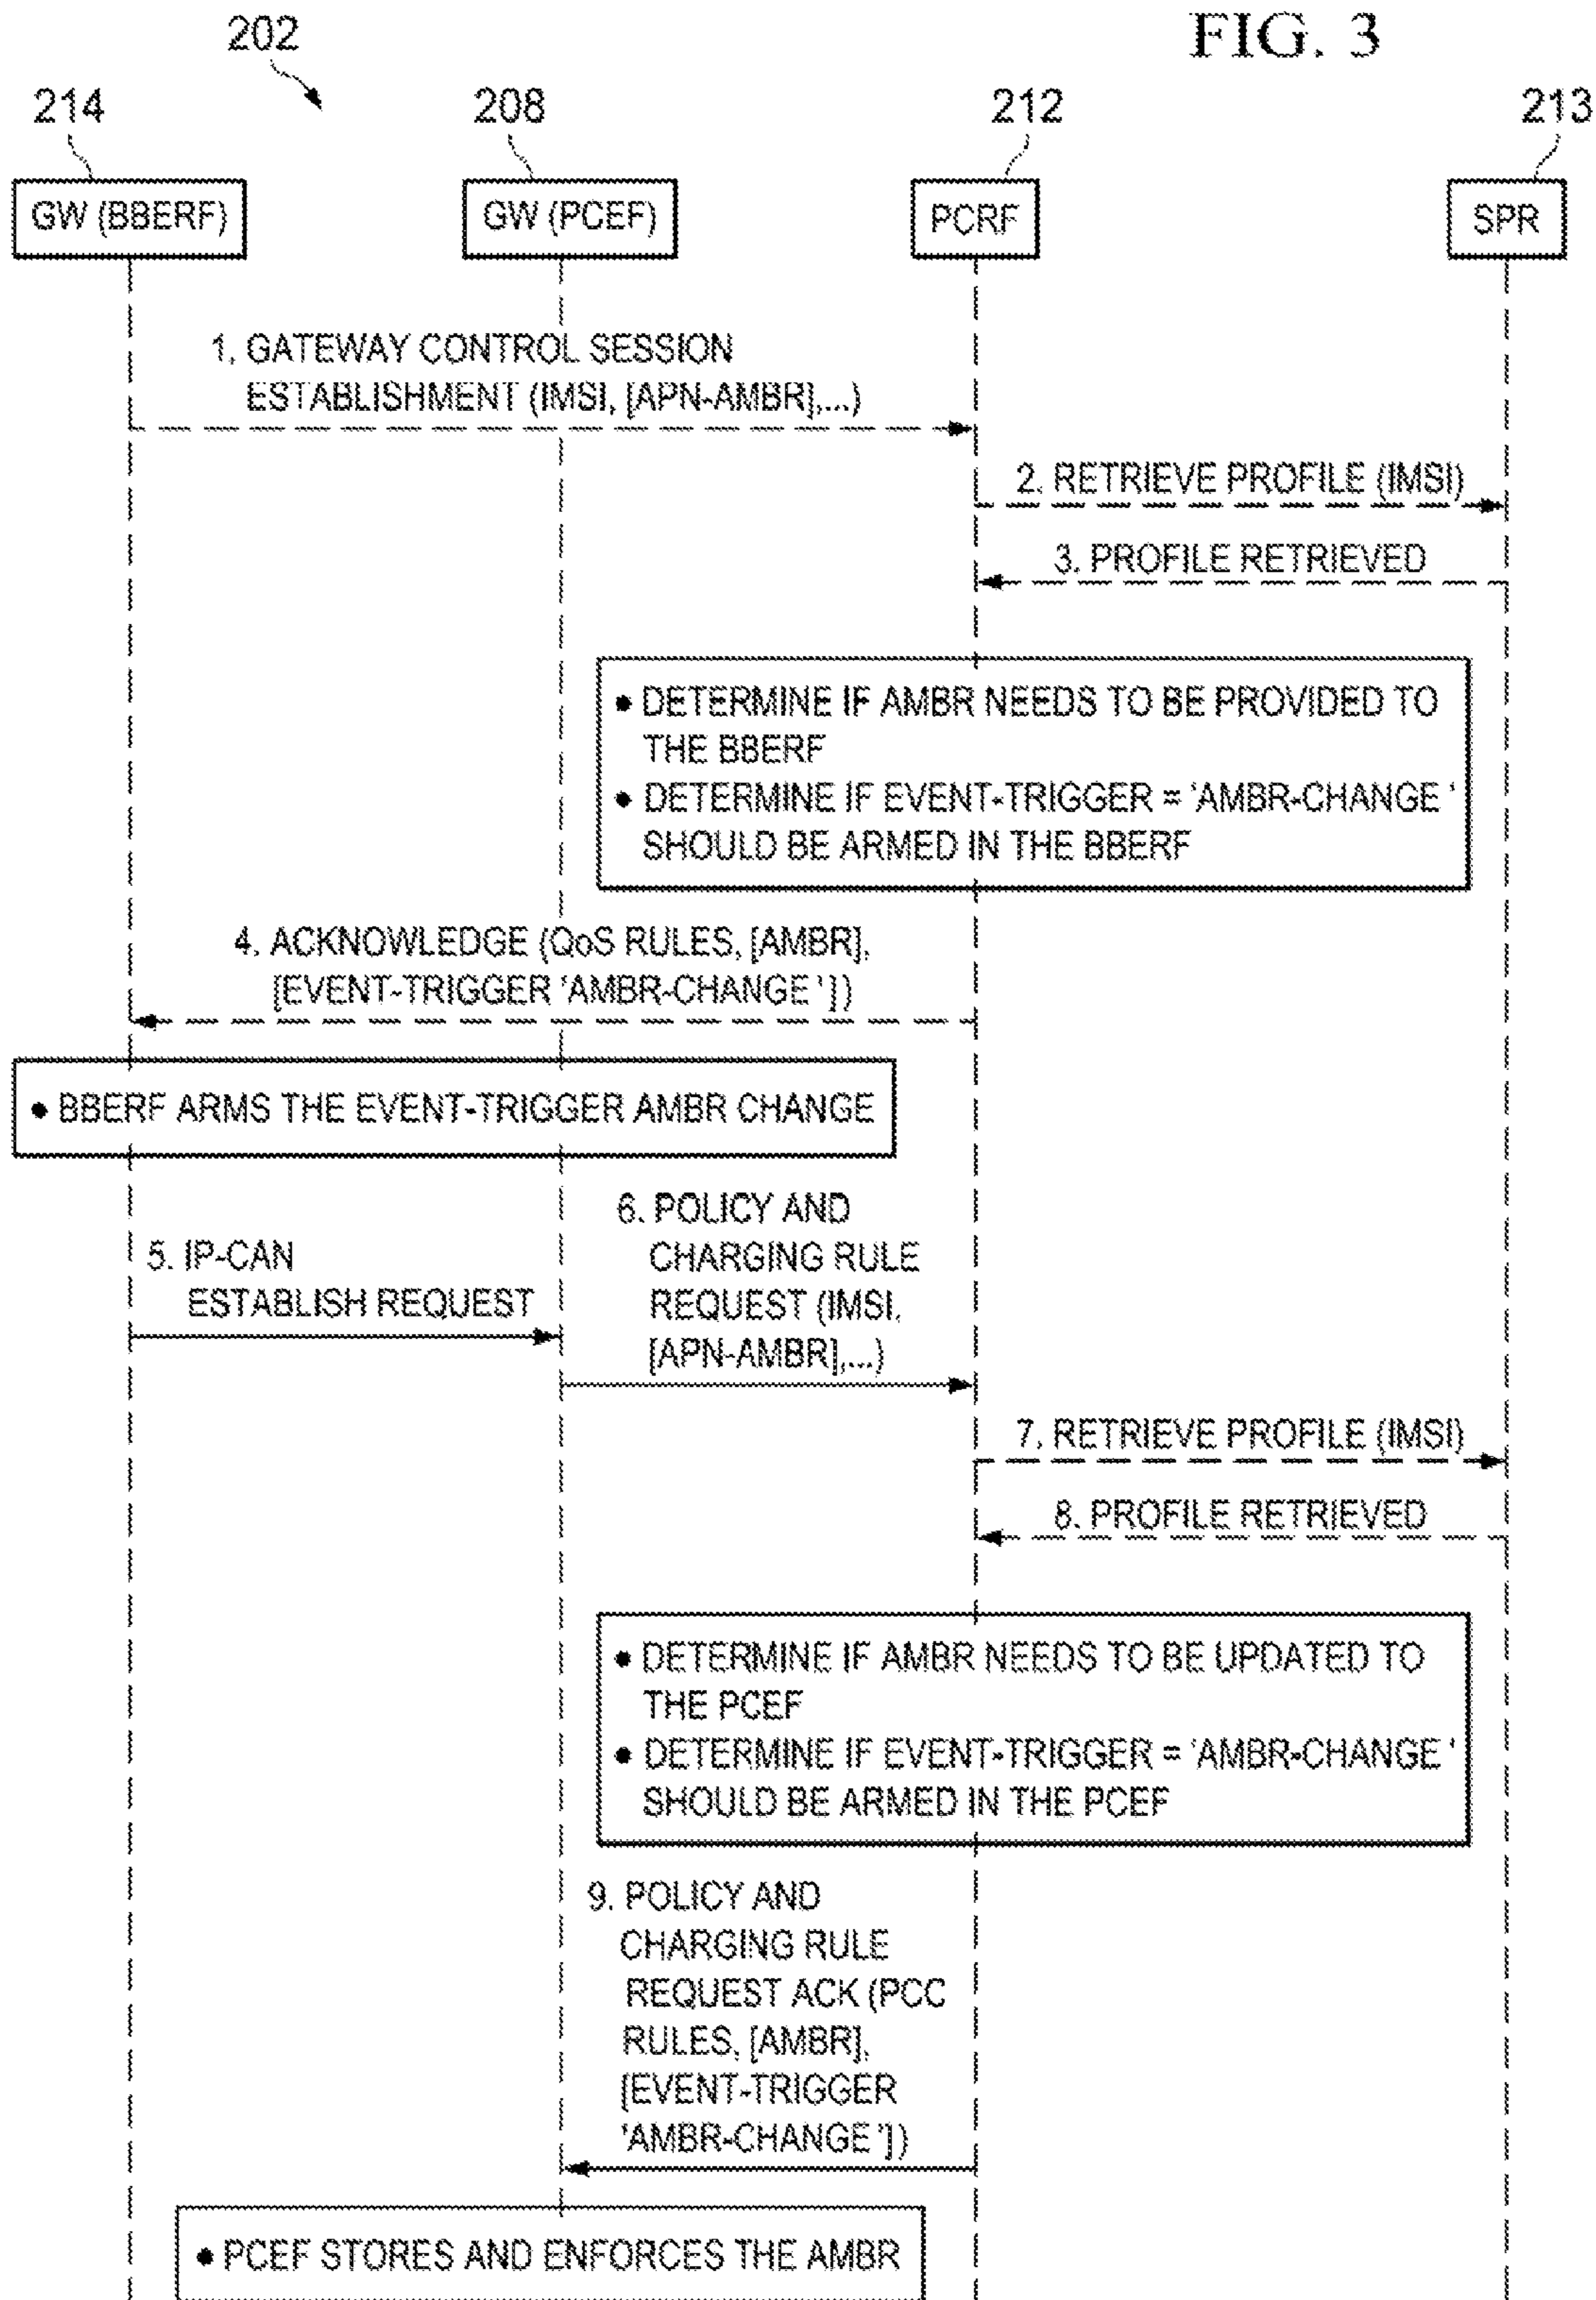 FIG. 3
202
214
208
212
213
GW (BBERF)
GW (PCEF)
PCRF
SPR
1. GATEWAY CONTROL SESSION
ESTABLISHMENT (IMSI, [APN-AMBR],...)
2. RETRIEVE PROFILE (IMSI)
3. PROFILE RETRIEVED
• DETERMINE IF AMBR NEEDS TO BE PROVIDED TO
THE BBERF
• DETERMINE IF EVENT-TRIGGER = 'AMBR-CHANGE'
SHOULD BE ARMED IN THE BBERF
4. ACKNOWLEDGE (QoS RULES, [AMBR],
[EVENT-TRIGGER 'AMBR-CHANGE'])
• BBERF ARMS THE EVENT-TRIGGER AMBR CHANGE
5. IP-CAN
ESTABLISH REQUEST
6. POLICY AND
CHARGING RULE
REQUEST (IMSI,
[APN-AMBR],...)
7. RETRIEVE PROFILE (IMSI)
8. PROFILE RETRIEVED
• DETERMINE IF AMBR NEEDS TO BE UPDATED TO
THE PCEF
• DETERMINE IF EVENT-TRIGGER = 'AMBR-CHANGE'
SHOULD BE ARMED IN THE PCEF
9. POLICY AND
CHARGING RULE
REQUEST ACK (PCC
RULES, [AMBR],
[EVENT-TRIGGER
'AMBR-CHANGE'])
• PCEF STORES AND ENFORCES THE AMBR